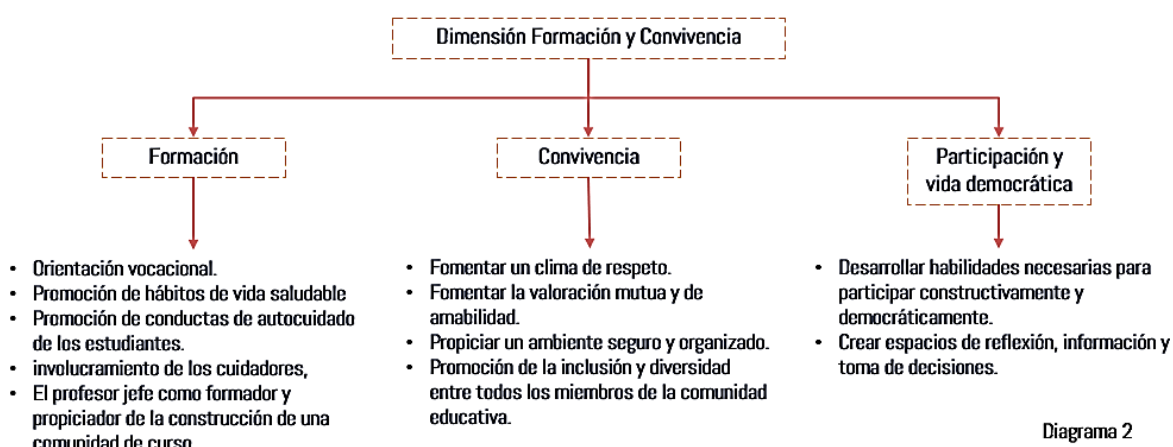 Dimensión Formación y Convivencia
Formación
• Orientación vocacional.
• Promoción de hábitos de vida saludable
• Promoción de conductas de autocuidado
de los estudiantes.
• involucramiento de los cuidadores,
• El profesor jefe como formador y
propiciador de la construcción de una
comunidad de curso
Convivencia
• Fomentar un clima de respeto.
• Fomentar la valoración mutua y de
amabilidad.
• Propiciar un ambiente seguro y organizado.
• Promoción de la inclusión y diversidad
entre todos los miembros de la comunidad
educativa.
Participación y
vida democrática
• Desarrollar habilidades necesarias para
participar constructivamente y
democráticamente.
• Crear espacios de reflexión, información y
toma de decisiones.
Diagrama 2